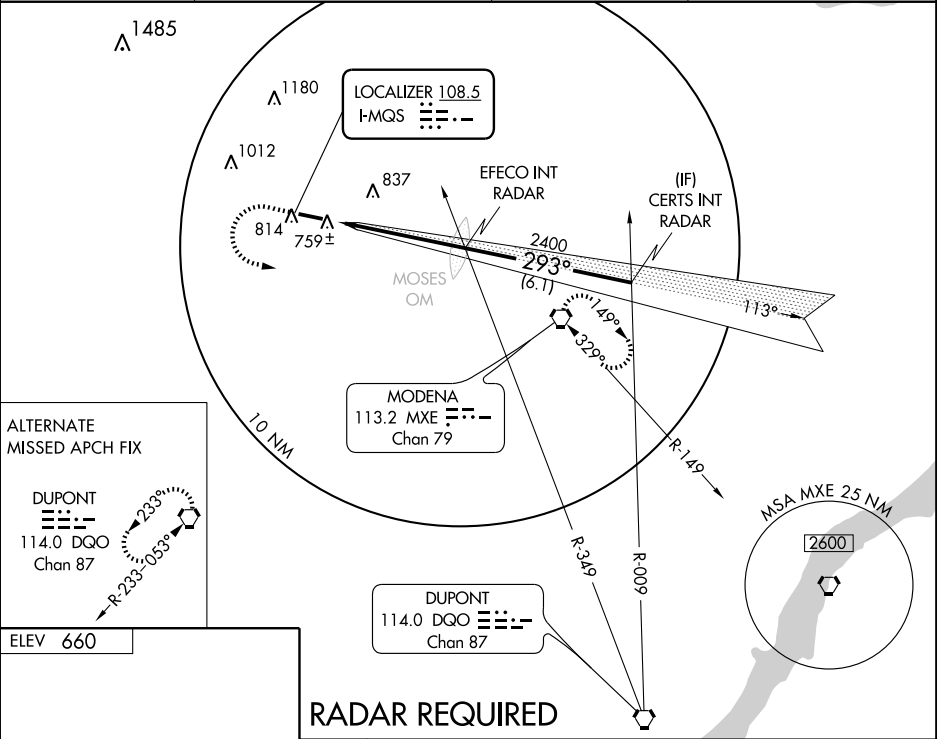 1485
1180
LOCALIZER 108.5
I-MQS
1012
837
EFECO INT
RADAR
(IF)
CERTS INT
RADAR
814
759±
2400
293°
(6.1)
MOSES
OM
113°
149°
329°
MODENA
113.2 MXE
Chan 79
10 NM
R-149
ALTERNATE
MISSED APCH FIX
DUPONT
114.0 DQO
Chan 87
233°
R-233-053°
MSA MXE 25 NM
2600
R-349
R-009
DUPONT
114.0 DQO
Chan 87
ELEV 660
RADAR REQUIRED